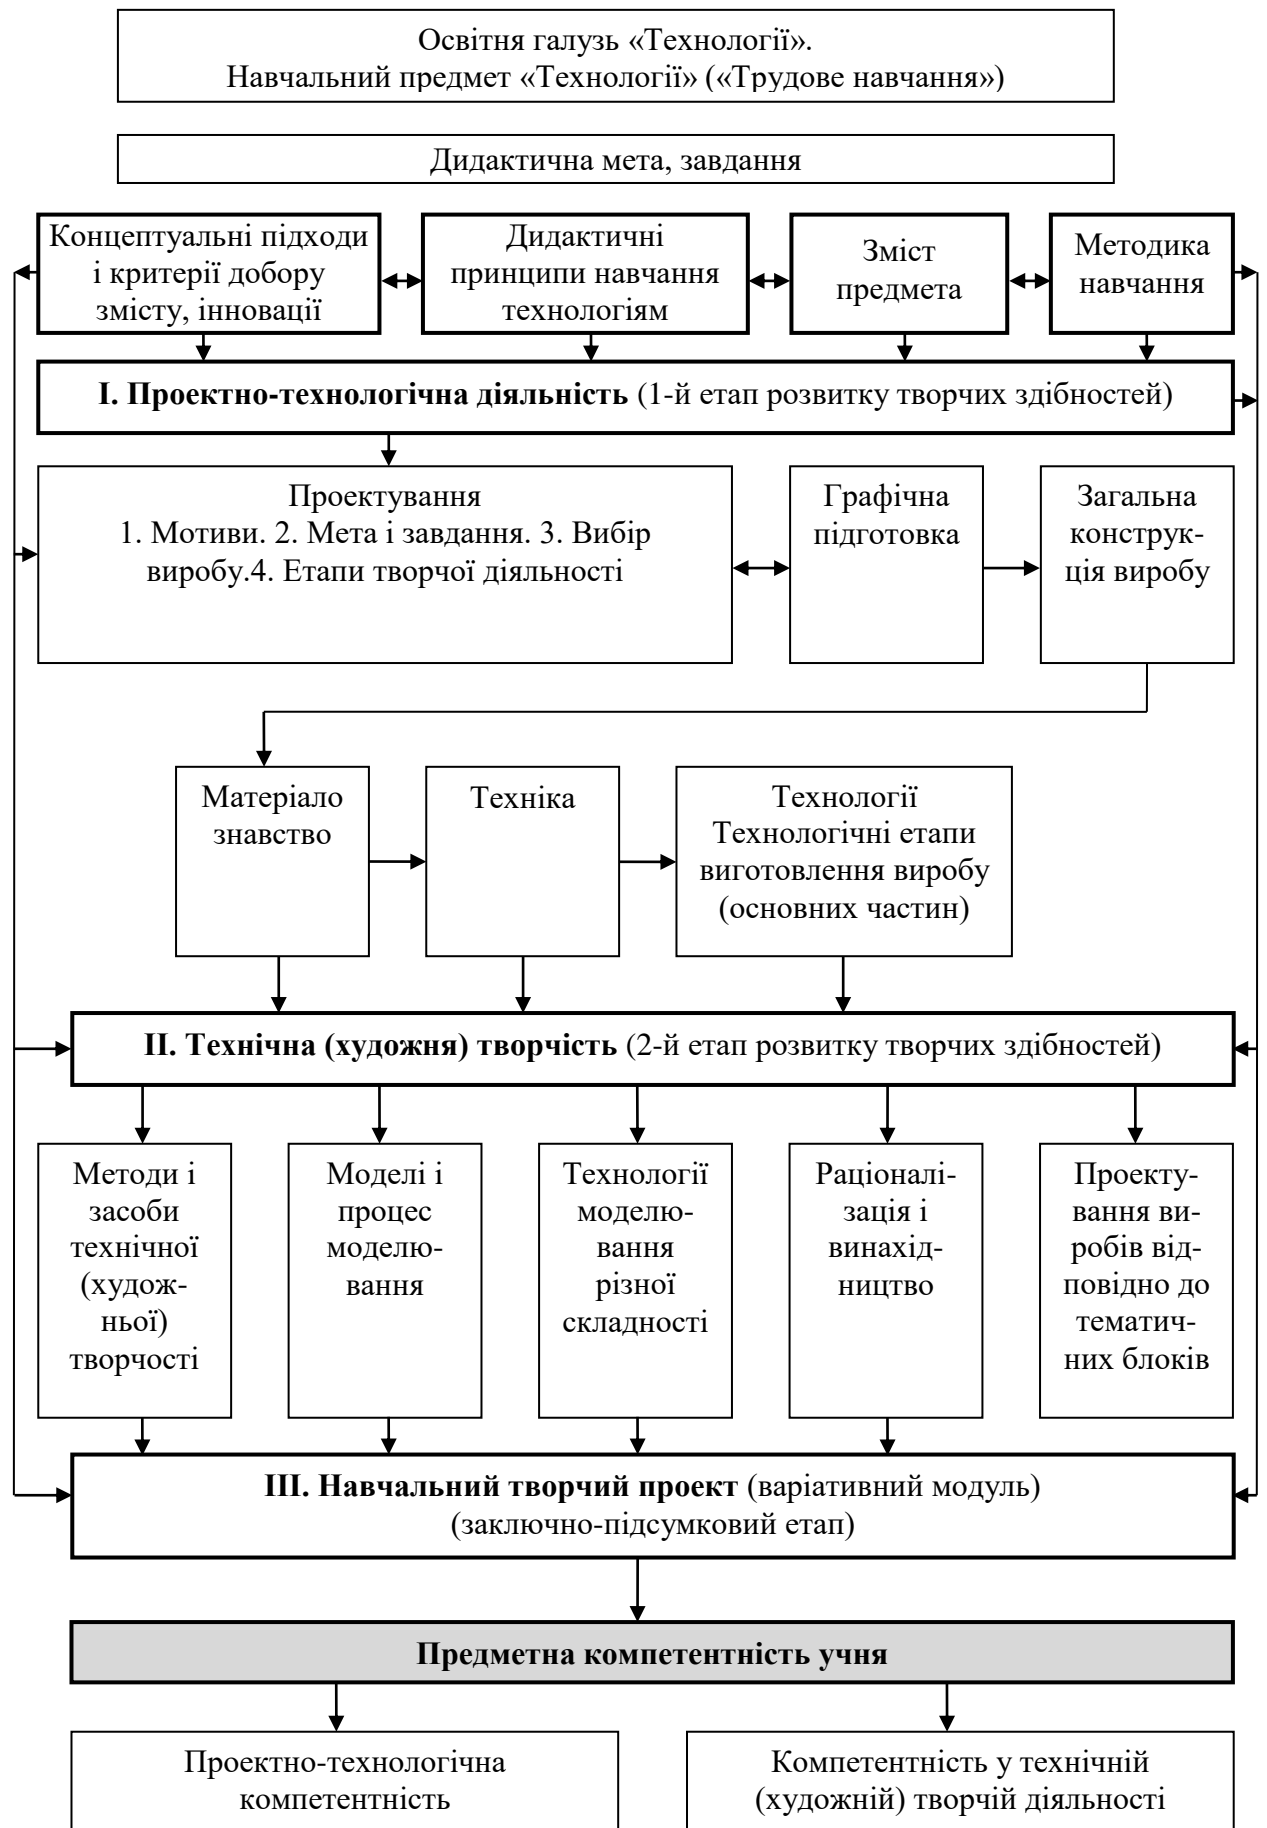 Освітня галузь «Технології».
Навчальний предмет «Технології» («Трудове навчання»)
Дидактична мета, завдання
Концептуальні підходи
і критерії добору
змісту, інновації
Дидактичні
принципи навчання
технологіям
Зміст
предмета
Методика
навчання
І. Проектно-технологічна діяльність (1-й етап розвитку творчих здібностей)
Проектування
1. Мотиви. 2. Мета і завдання. 3. Вибір
виробу.4. Етапи творчої діяльності
Графічна
підготовка
Загальна
конструк-
ція виробу
Матеріало
знавство
Техніка
Технології
Технологічні етапи
виготовлення виробу
(основних частин)
ІІ. Технічна (художня) творчість (2-й етап розвитку творчих здібностей)
Методи і
засоби
технічної
(худож-
ньої)
творчості
Моделі і
процес
моделю-
вання
Технології
моделю-
вання
різної
складності
Раціоналі-
зація і
винахід-
ництво
Проекту-
вання ви-
робів від-
повідно до
тематич-
них блоків
ІІІ. Навчальний творчий проект (варіативний модуль)
(заключно-підсумковий етап)
Предметна компетентність учня
Проектно-технологічна
компетентність
Компетентність у технічній
(художній) творчій діяльності